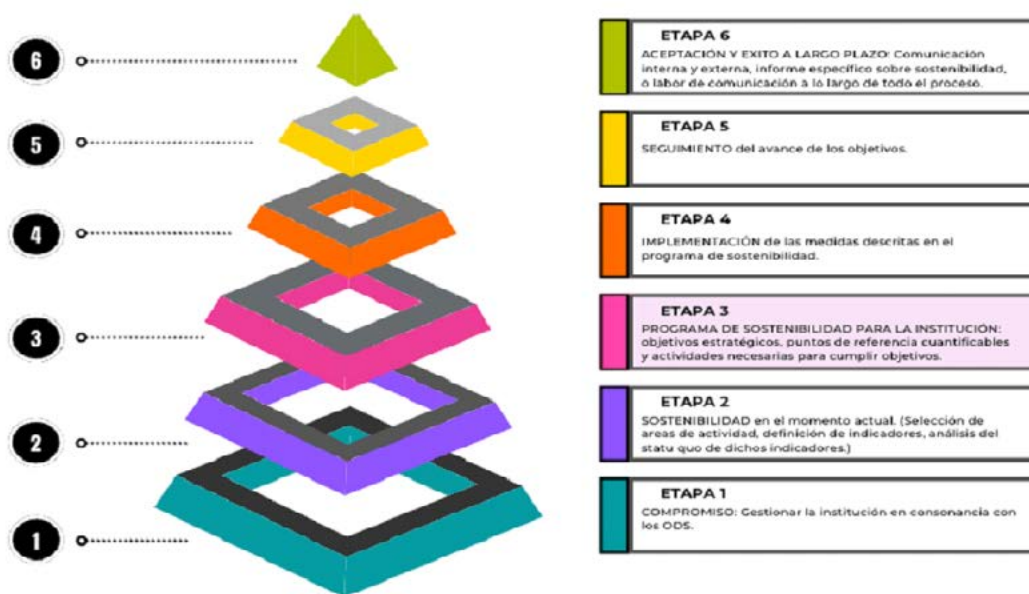 6
5
4
3
2
1
ETAPA 6
ACEPTACIÓN Y EXITO A LARGO PLAZO: Comunicación
interna y externa, informe específico sobre sostenibilidad,
o labor de comunicación a lo largo de todo el proceso.
ETAPA 5
SEGUIMIENTO del avance de los objetivos.
ETAPA 4
IMPLEMENTACIÓN de las medidas descritas en el
programa de sostenibilidad.
ETAPA 3
PROGRAMA DE SOSTENIBILIDAD PARA LA INSTITUCIÓN:
objetivos estratégicos, puntos de referencia cuantificables
y actividades necesarias para cumplir objetivos.
ETAPA 2
SOSTENIBILIDAD en el momento actual. (Selección de
areas de actividad, definición de indicadores, análisis del
statu quo de dichos indicadores.)
ETAPA 1
COMPROMISO: Gestionar la institución en consonancia con
los ODS.